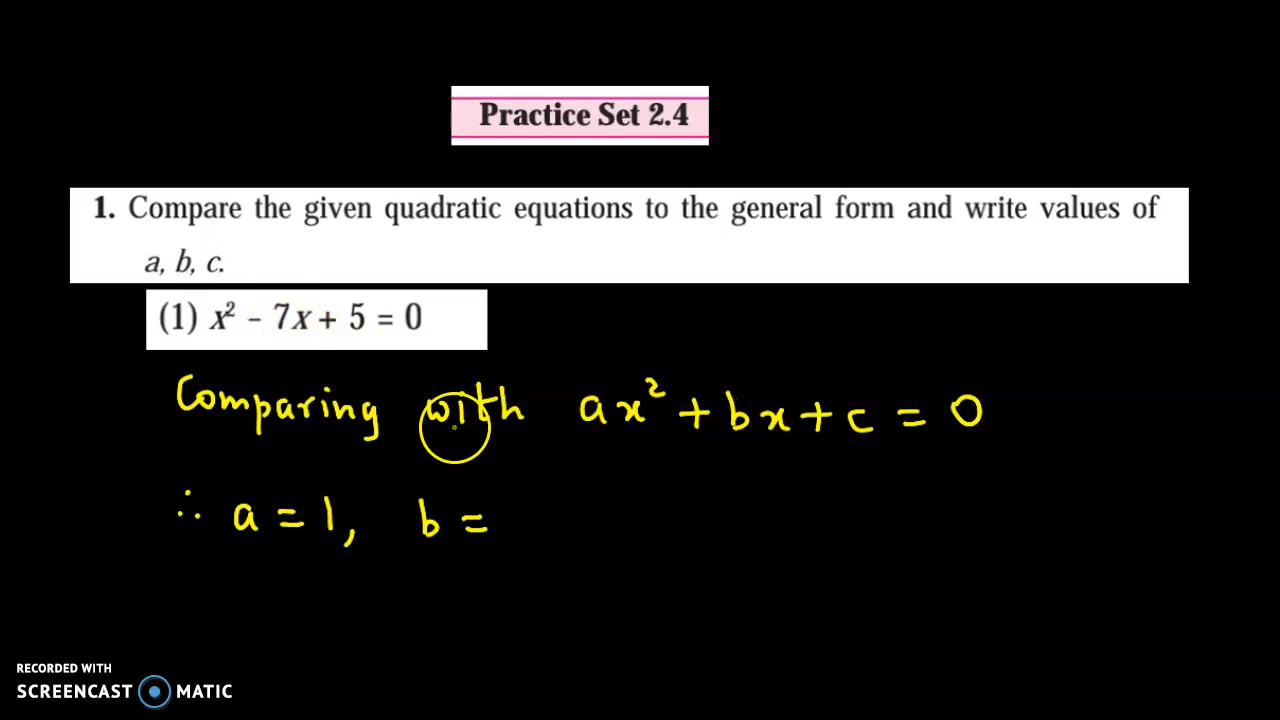 Practice Set 2.4
1. Compare the given quadratic equations to the general form and write values of
a, b, c.
(1) x² - 7x + 5 = 0
Comparing with ax² + bx + c = 0
∴ a = 1, b =
RECORDED WITH
SCREENCAST MATIC